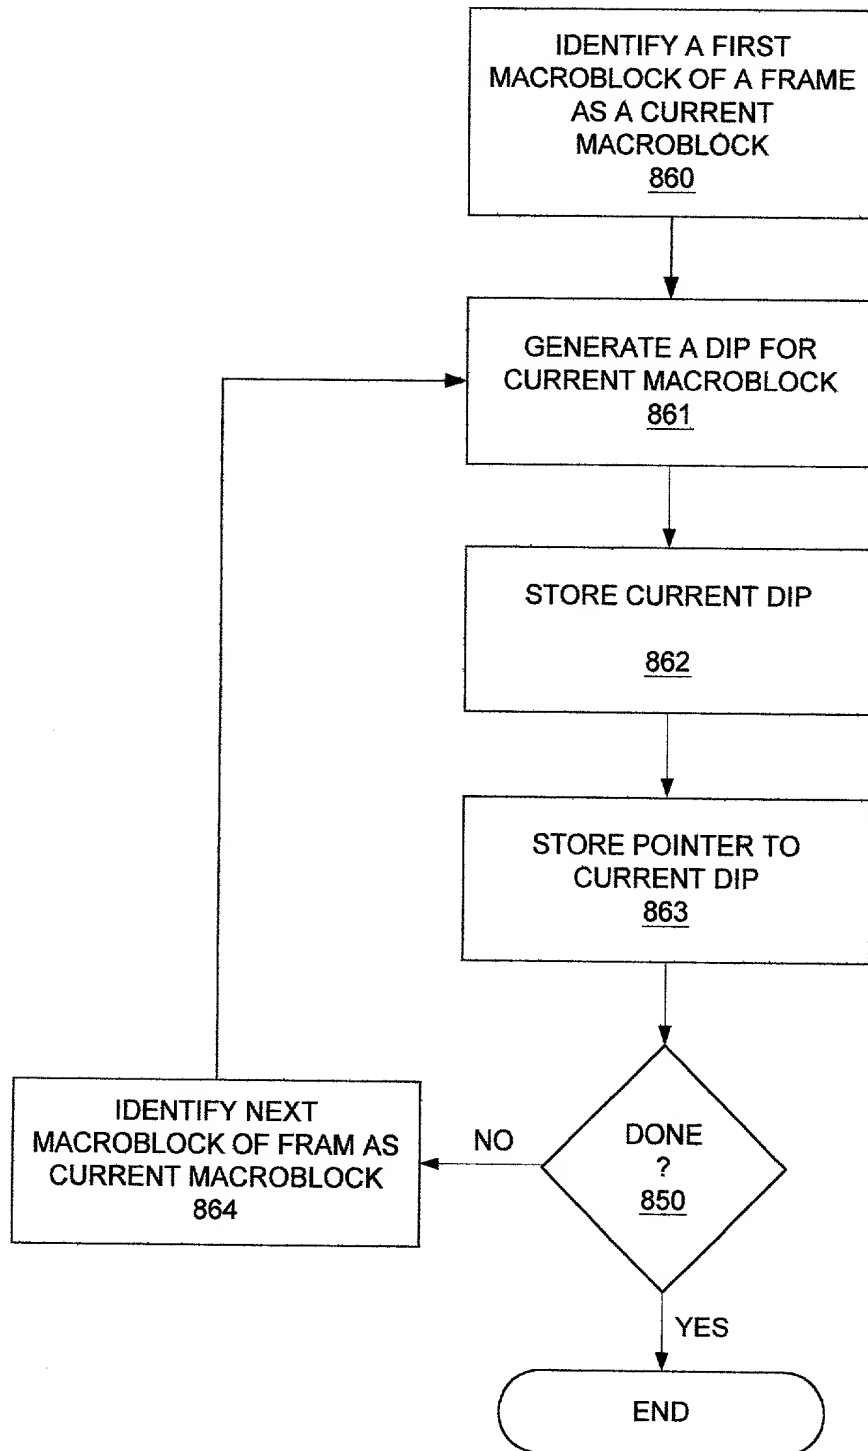 IDENTIFY A FIRST
MACROBLOCK OF A FRAME
AS A CURRENT
MACROBLOCK
860
GENERATE A DIP FOR
CURRENT MACROBLOCK
861
STORE CURRENT DIP
862
STORE POINTER TO
CURRENT DIP
863
DONE
?
850
NO
IDENTIFY NEXT
MACROBLOCK OF FRAM AS
CURRENT MACROBLOCK
864
YES
END